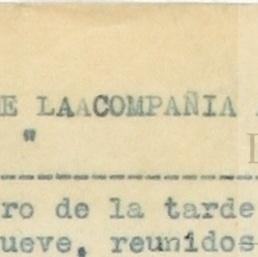 E LAACOMPAÑIA
"
ro de la tarde
ueve, reunidos